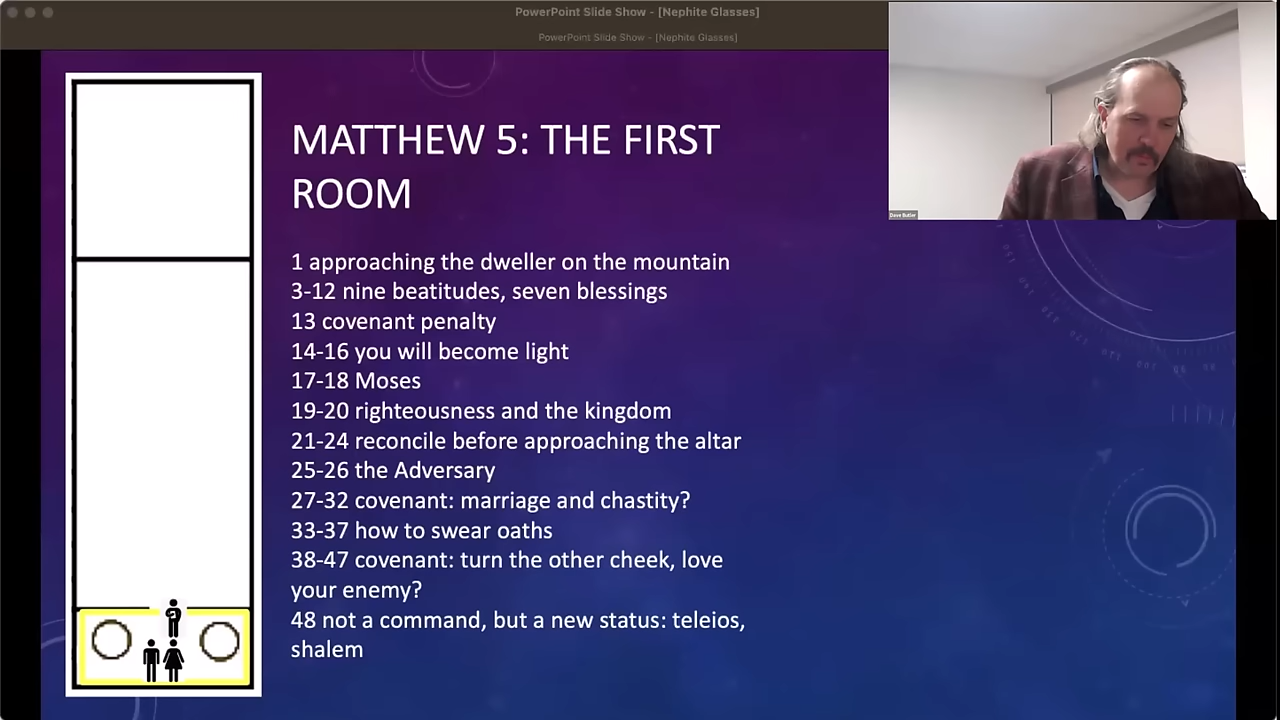 PowerPoint Slide Show - [Nephite Glasses]
PowerPoint Slide Show - [Nephite Glasses]
MATTHEW 5: THE FIRST
ROOM
1 approaching the dweller on the mountain
3-12 nine beatitudes, seven blessings
13 covenant penalty
14-16 you will become light
17-18 Moses
19-20 righteousness and the kingdom
21-24 reconcile before approaching the altar
25-26 the Adversary
27-32 covenant: marriage and chastity?
33-37 how to swear oaths
38-47 covenant: turn the other cheek, love
your enemy?
48 not a command, but a new status: teleios,
shalem
Dave Butler